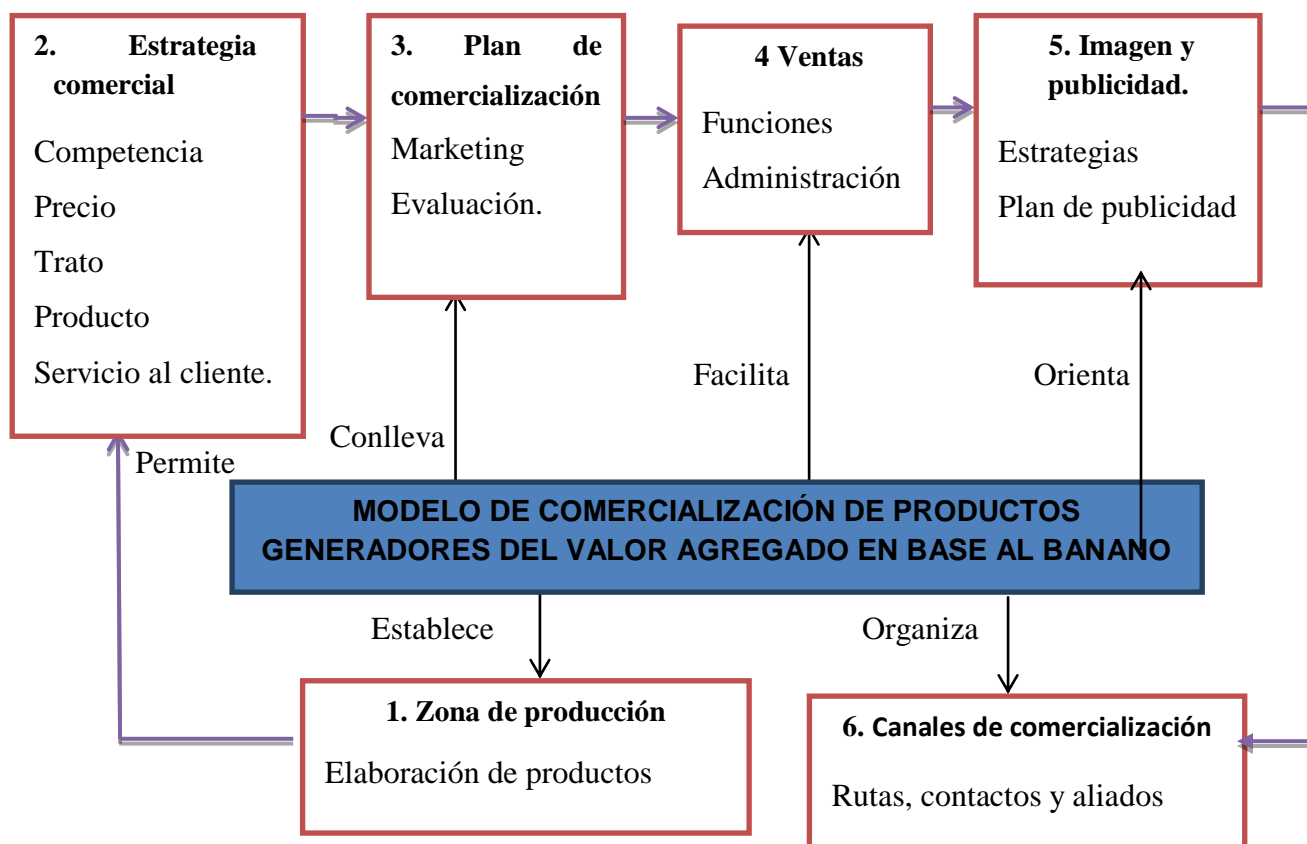 2. Estrategia
comercial
Competencia
Precio
Trato
Producto
Servicio al cliente.
3. Plan de
comercialización
Marketing
Evaluación.
4 Ventas
Funciones
Administración
5. Imagen y
publicidad.
Estrategias
Plan de publicidad
Permite
Conlleva
Facilita
Orienta
MODELO DE COMERCIALIZACIÓN DE PRODUCTOS
GENERADORES DEL VALOR AGREGADO EN BASE AL BANANO
Establece
Organiza
1. Zona de producción
Elaboración de productos
6. Canales de comercialización
Rutas, contactos y aliados